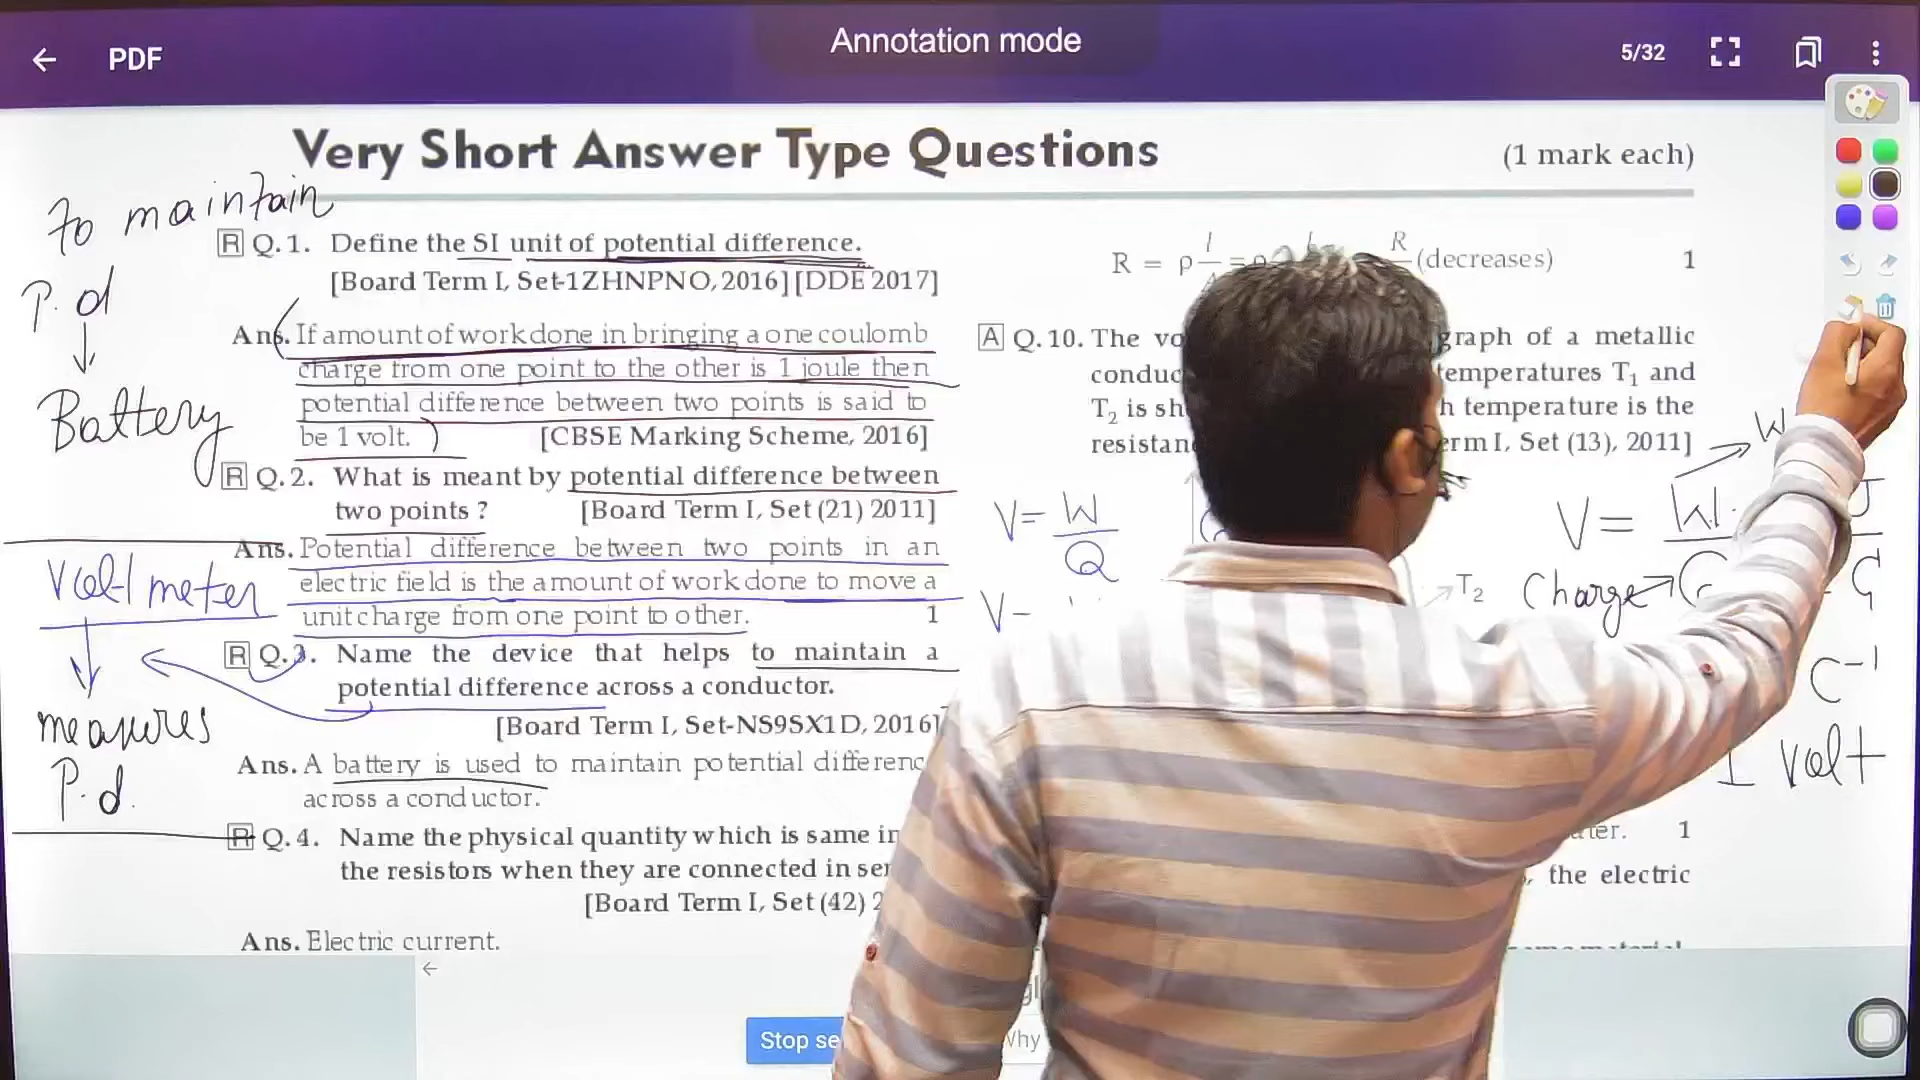 Annotation mode
PDF
5/32
Very Short Answer Type Questions
(1 mark each)
to maintain
P.d
Battery
R Q. 1. Define the SI unit of potential difference.
[Board Term I, Set-1ZHNPNO, 2016] [DDE 2017]
Ans. If amount of work done in bringing a one coulomb
charge from one point to the other is 1 joule then
potential difference between two points is said to
be 1 volt.
[CBSE Marking Scheme, 2016]
R Q. 2. What is meant by potential difference between
two points ?
[Board Term I, Set (21) 2011]
Ans. Potential difference between two points in an
electric field is the amount of work done to move a
unit charge from one point to other. 1
Voltmeter
measures
P.d.
R Q. 3. Name the device that helps to maintain a
potential difference across a conductor.
[Board Term I, Set-NS9SX1D, 2016]
Ans. A battery is used to maintain potential
across a conductor.
R Q. 4. Name the physical quantity which is same
the resistors when they are connected in
[Board Term I, Set (42)
Ans. Electric current.
R = ρ l
R (decreases) 1
A Q. 10. The
graph of a metallic
temperatures T1 and
T2 is
temperature is the
I, Set (13), 2011]
V = W
Q
V =
T2
V = W
Charge
J
C
C-1
1 Volt
1
the electric
Stop